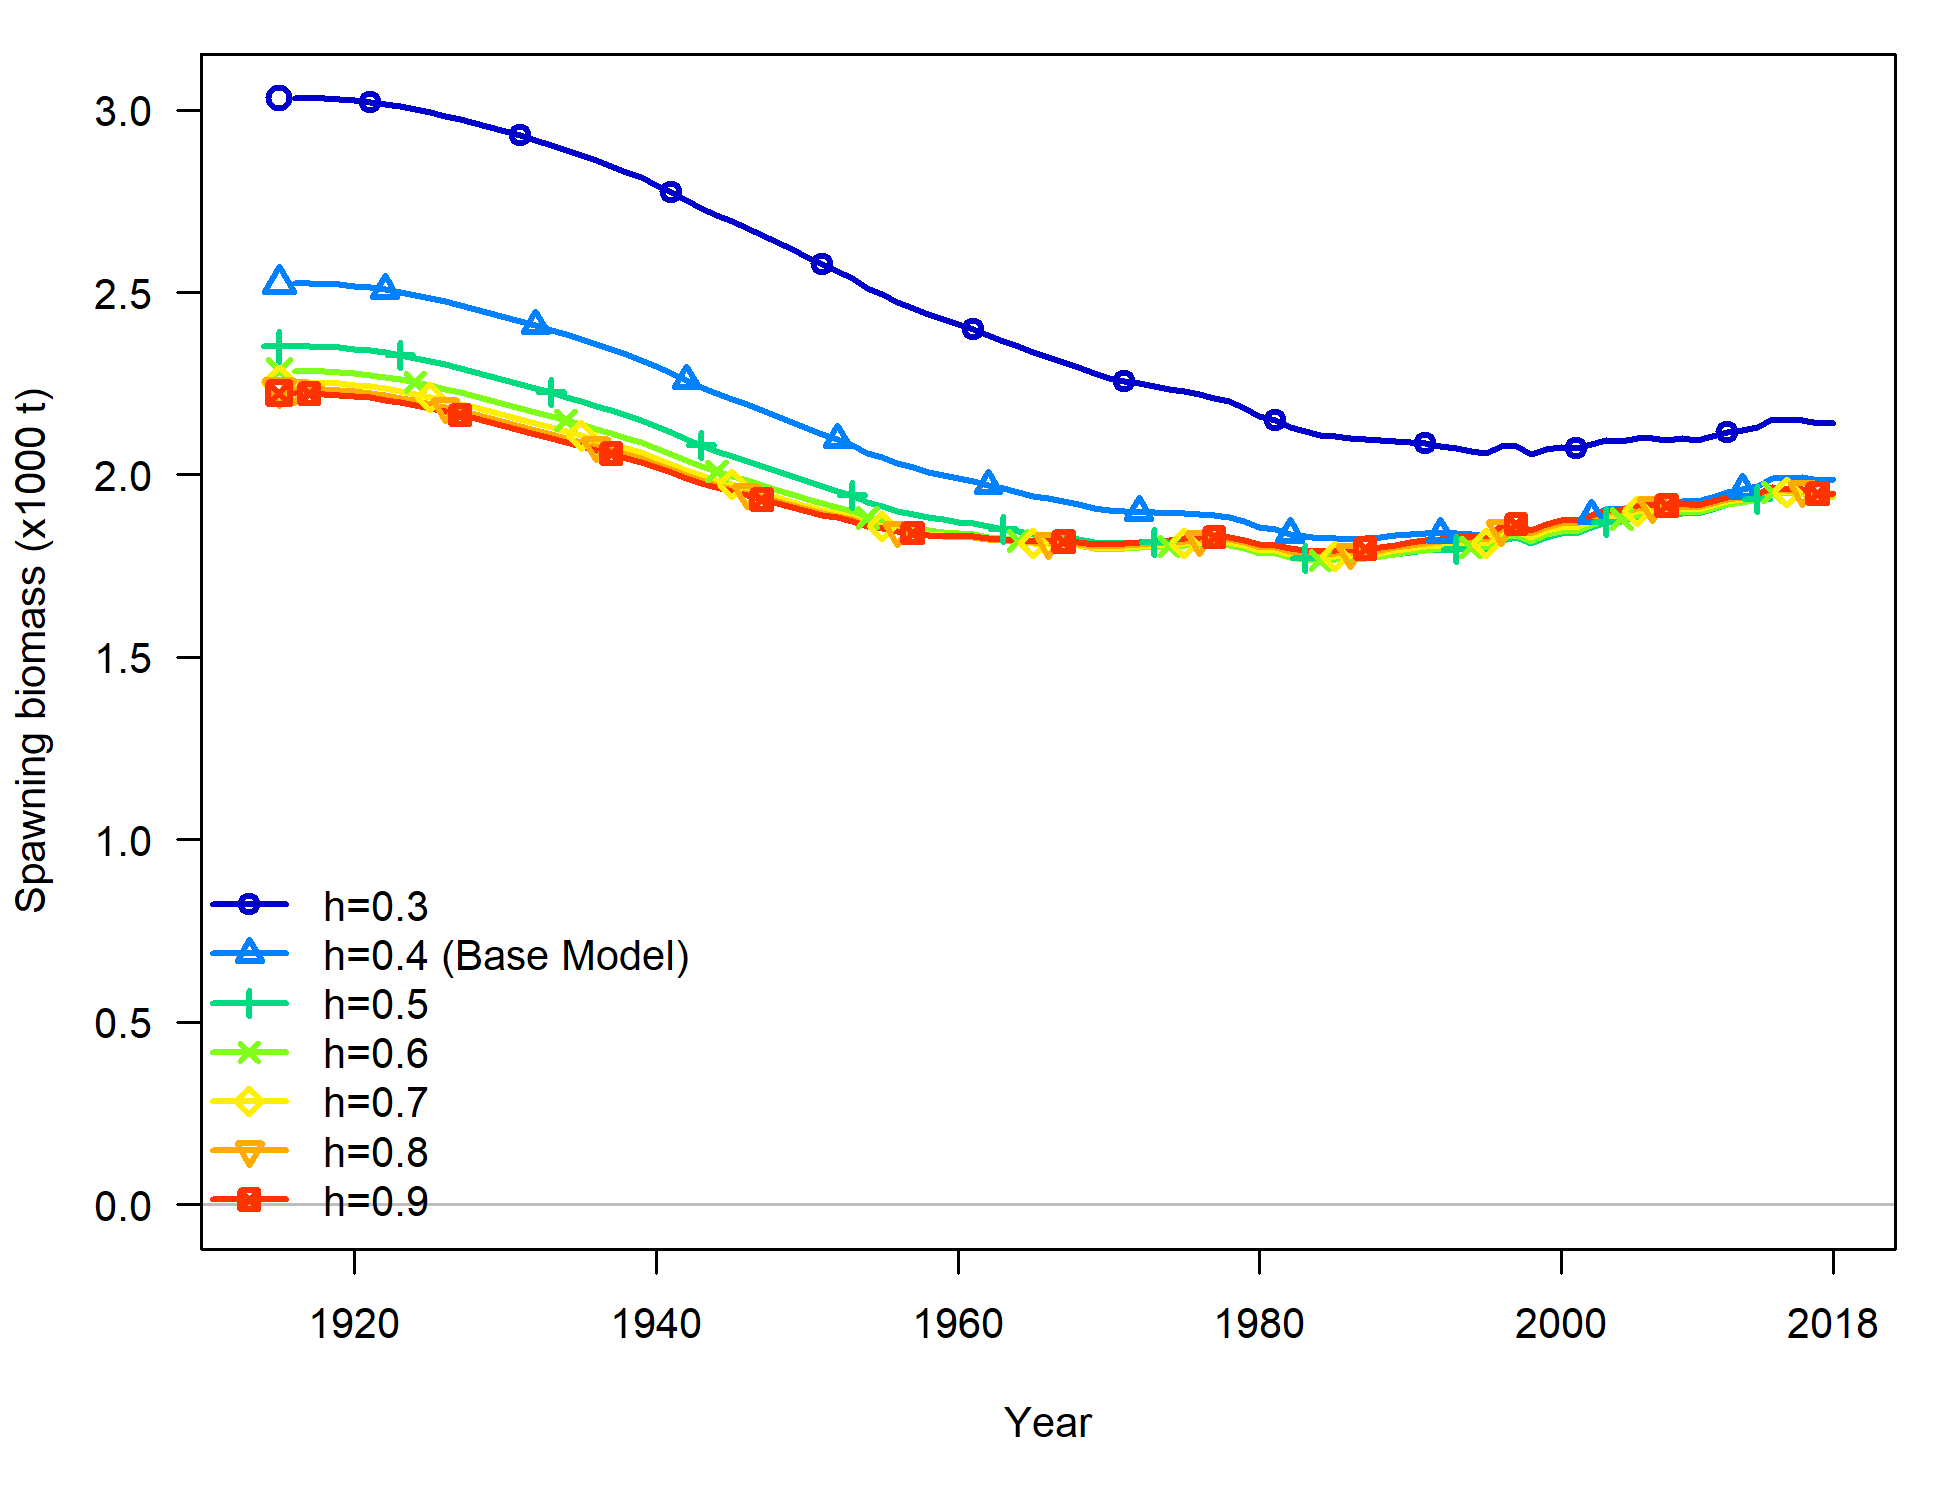 Spawning biomass (x1000 t)
3.0
2.5
2.0
1.5
1.0
0.5
0.0
h=0.3
h=0.4 (Base Model)
h=0.5
h=0.6
h=0.7
h=0.8
h=0.9
1920 1940 1960 1980 2000 2018
Year